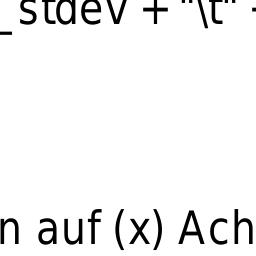 _stdev + "\t"
n auf (x) Ach